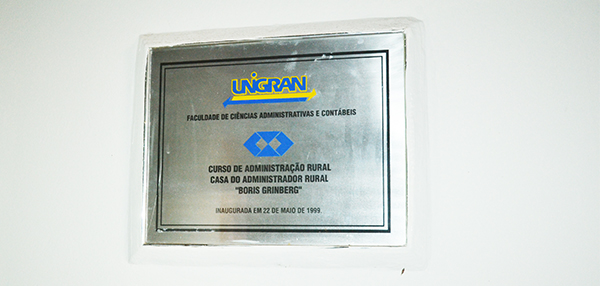 UNIGRAN
FACULDADE DE CIÊNCIAS ADMINISTRATIVAS E CONTÁBEIS
CURSO DE ADMINISTRAÇÃO RURAL
CASA DO ADMINISTRADOR RURAL
"BORIS GRINBERG"
INAUGURADA EM 22 DE MAIO DE 1999